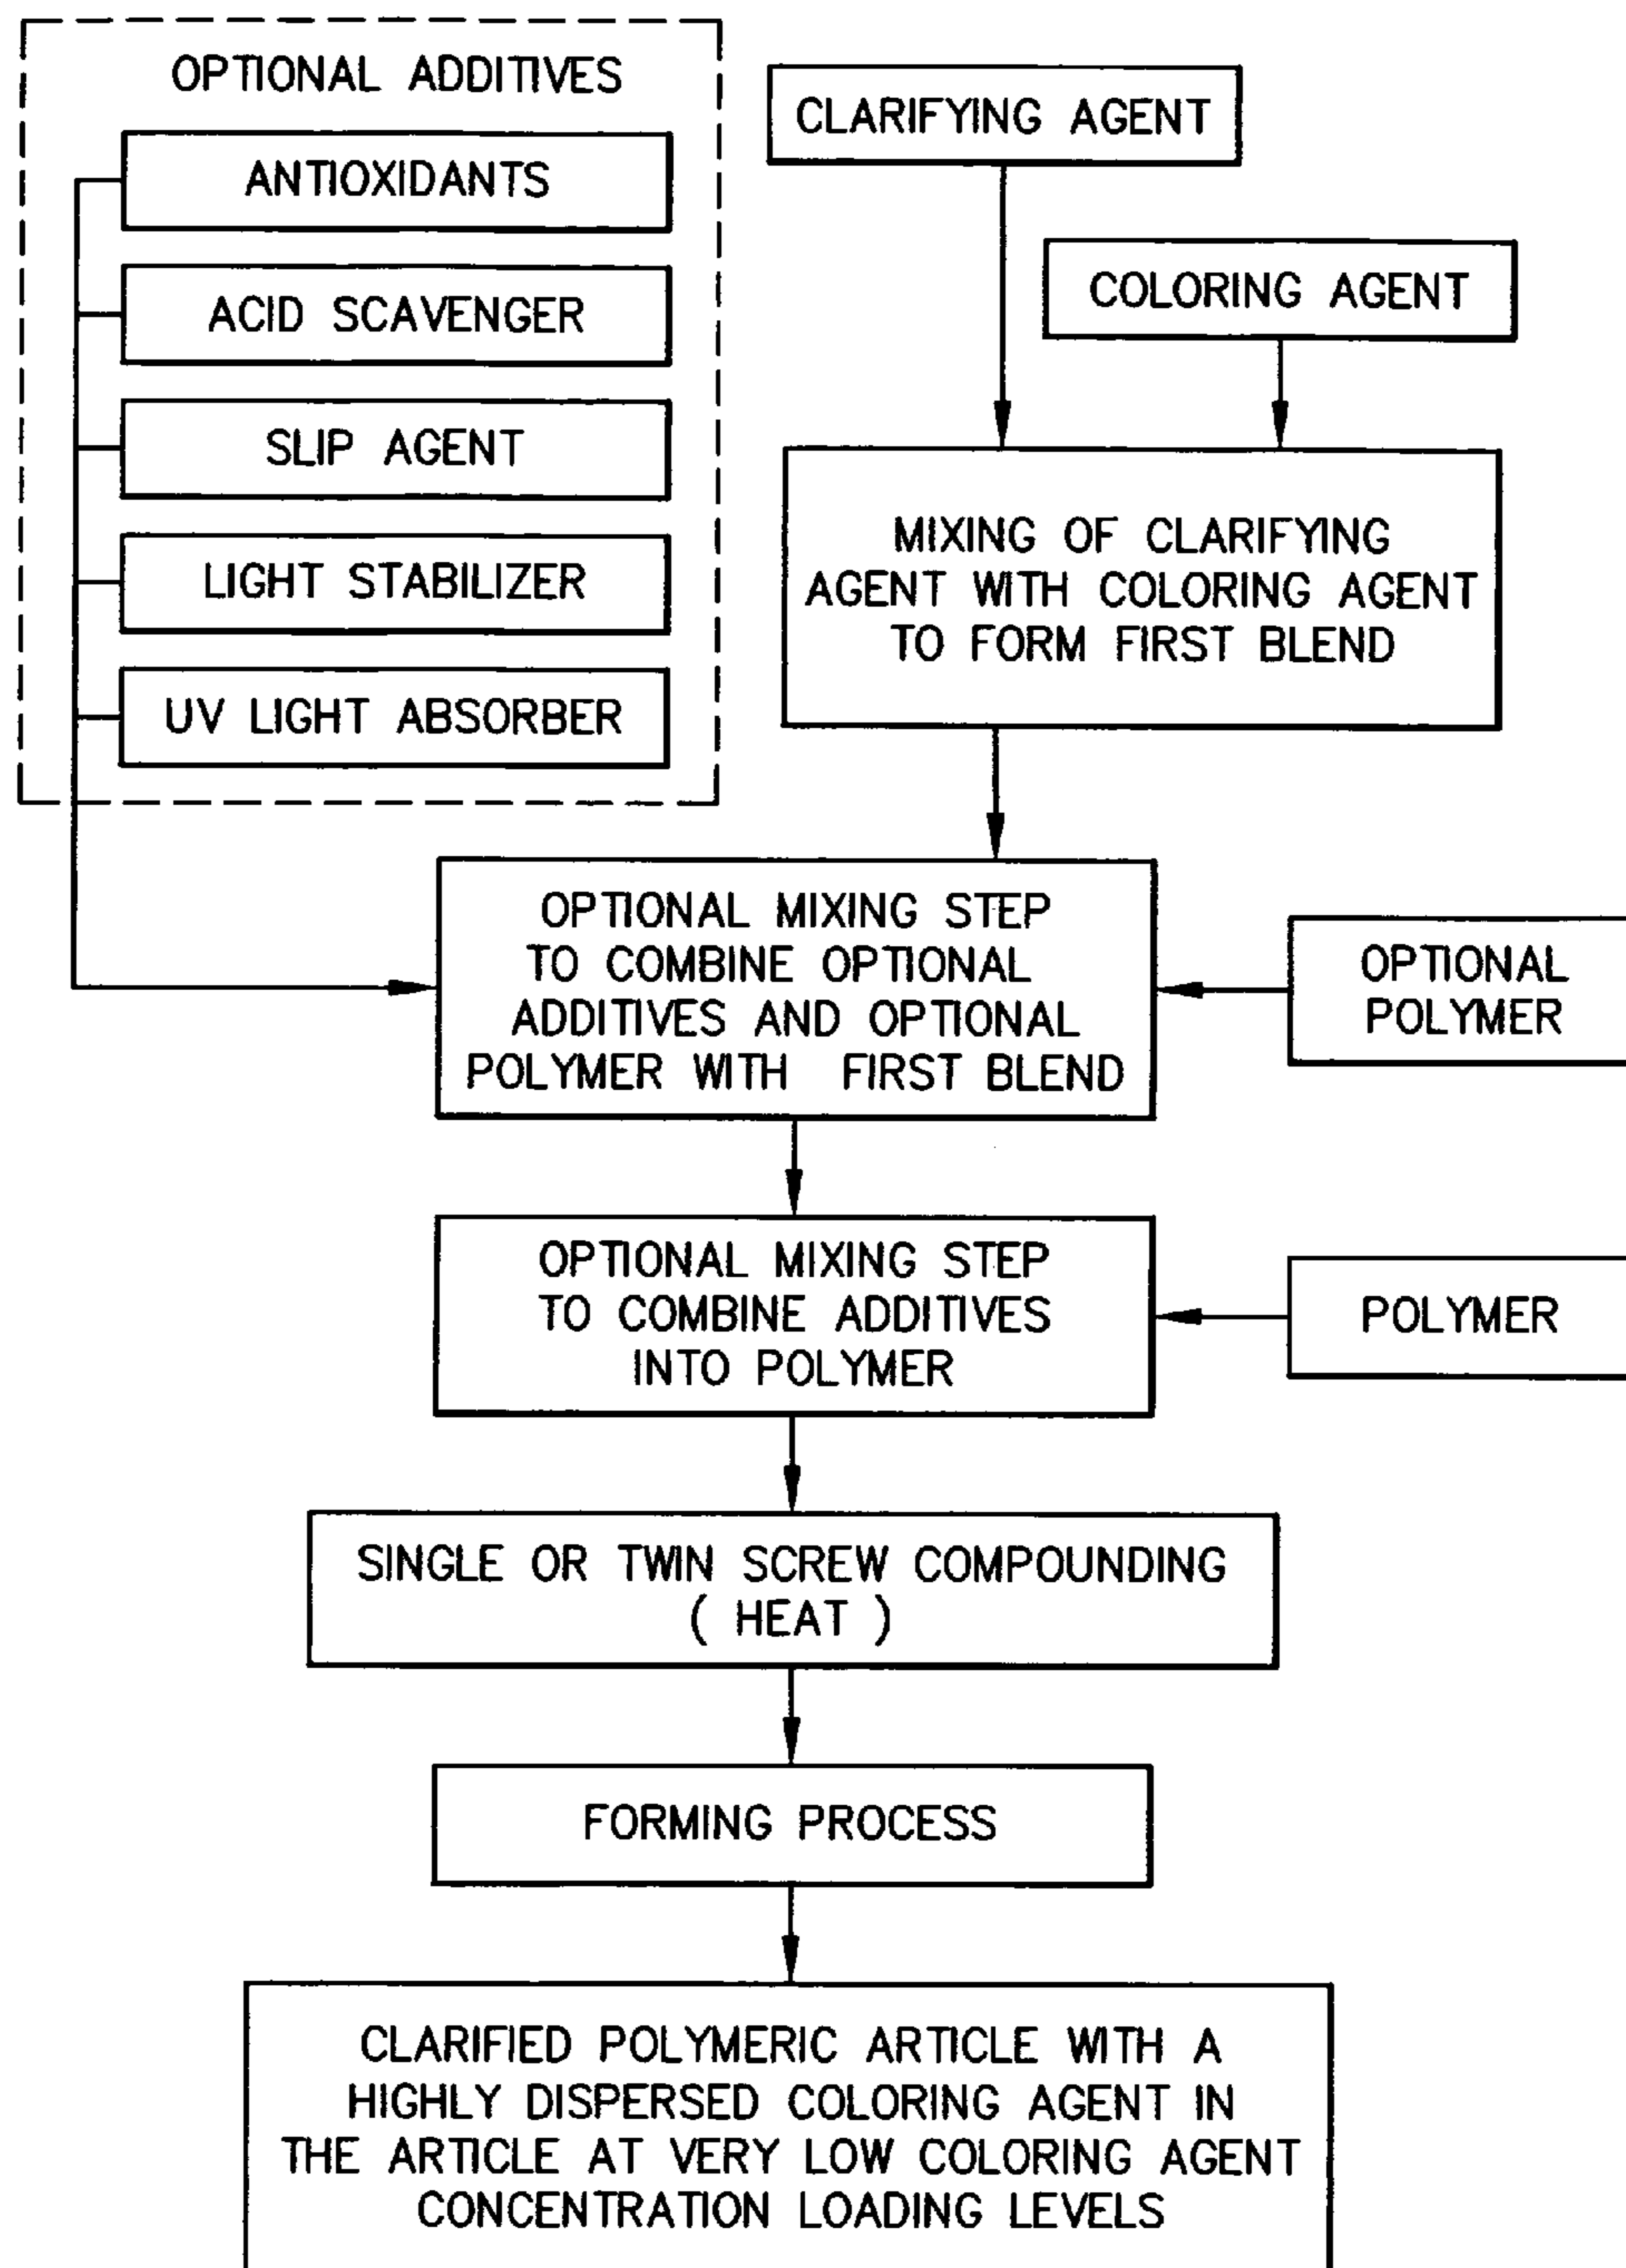 OPTIONAL ADDITIVES
ANTIOXIDANTS
ACID SCAVENGER
SLIP AGENT
LIGHT STABILIZER
UV LIGHT ABSORBER
CLARIFYING AGENT
COLORING AGENT
MIXING OF CLARIFYING
AGENT WITH COLORING AGENT
TO FORM FIRST BLEND
OPTIONAL MIXING STEP
TO COMBINE OPTIONAL
ADDITIVES AND OPTIONAL
POLYMER WITH FIRST BLEND
OPTIONAL
POLYMER
OPTIONAL MIXING STEP
TO COMBINE ADDITIVES
INTO POLYMER
POLYMER
SINGLE OR TWIN SCREW COMPOUNDING
( HEAT )
FORMING PROCESS
CLARIFIED POLYMERIC ARTICLE WITH A
HIGHLY DISPERSED COLORING AGENT IN
THE ARTICLE AT VERY LOW COLORING AGENT
CONCENTRATION LOADING LEVELS